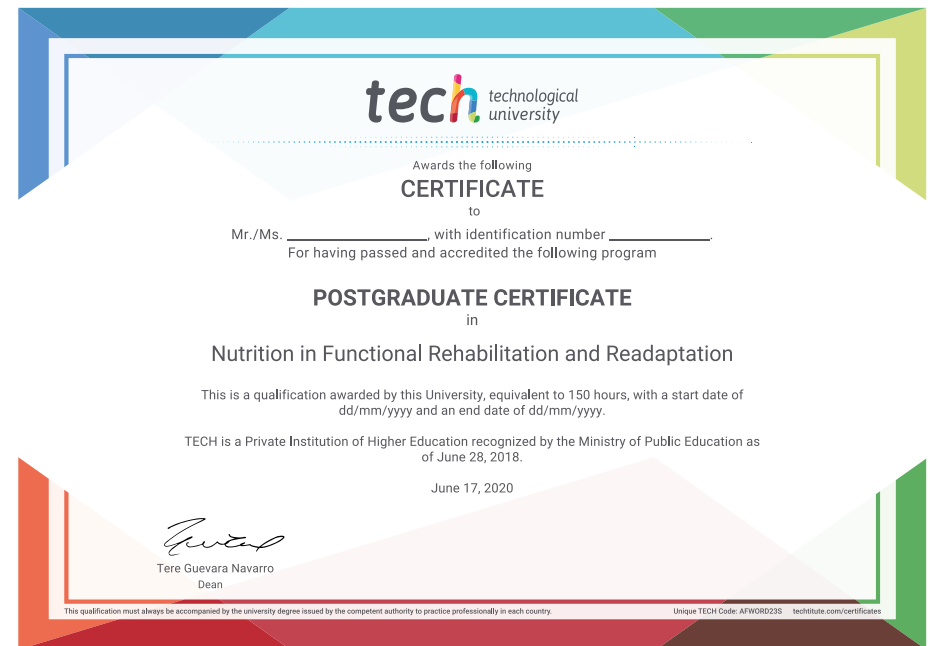 tech technological
university
Awards the following
CERTIFICATE
to
Mr./Ms. ____________, with identification number ____________.
For having passed and accredited the following program
POSTGRADUATE CERTIFICATE
in
Nutrition in Functional Rehabilitation and Readaptation
This is a qualification awarded by this University, equivalent to 150 hours, with a start date of
dd/mm/yyyy and an end date of dd/mm/yyyy.
TECH is a Private Institution of Higher Education recognized by the Ministry of Public Education as
of June 28, 2018.
June 17, 2020
Tere Guevara Navarro
Dean
This qualification must always be accompanied by the university degree issued by the competent authority to practice professionally in each country.
Unique TECH Code: AFWORD23S techtitute.com/certificates